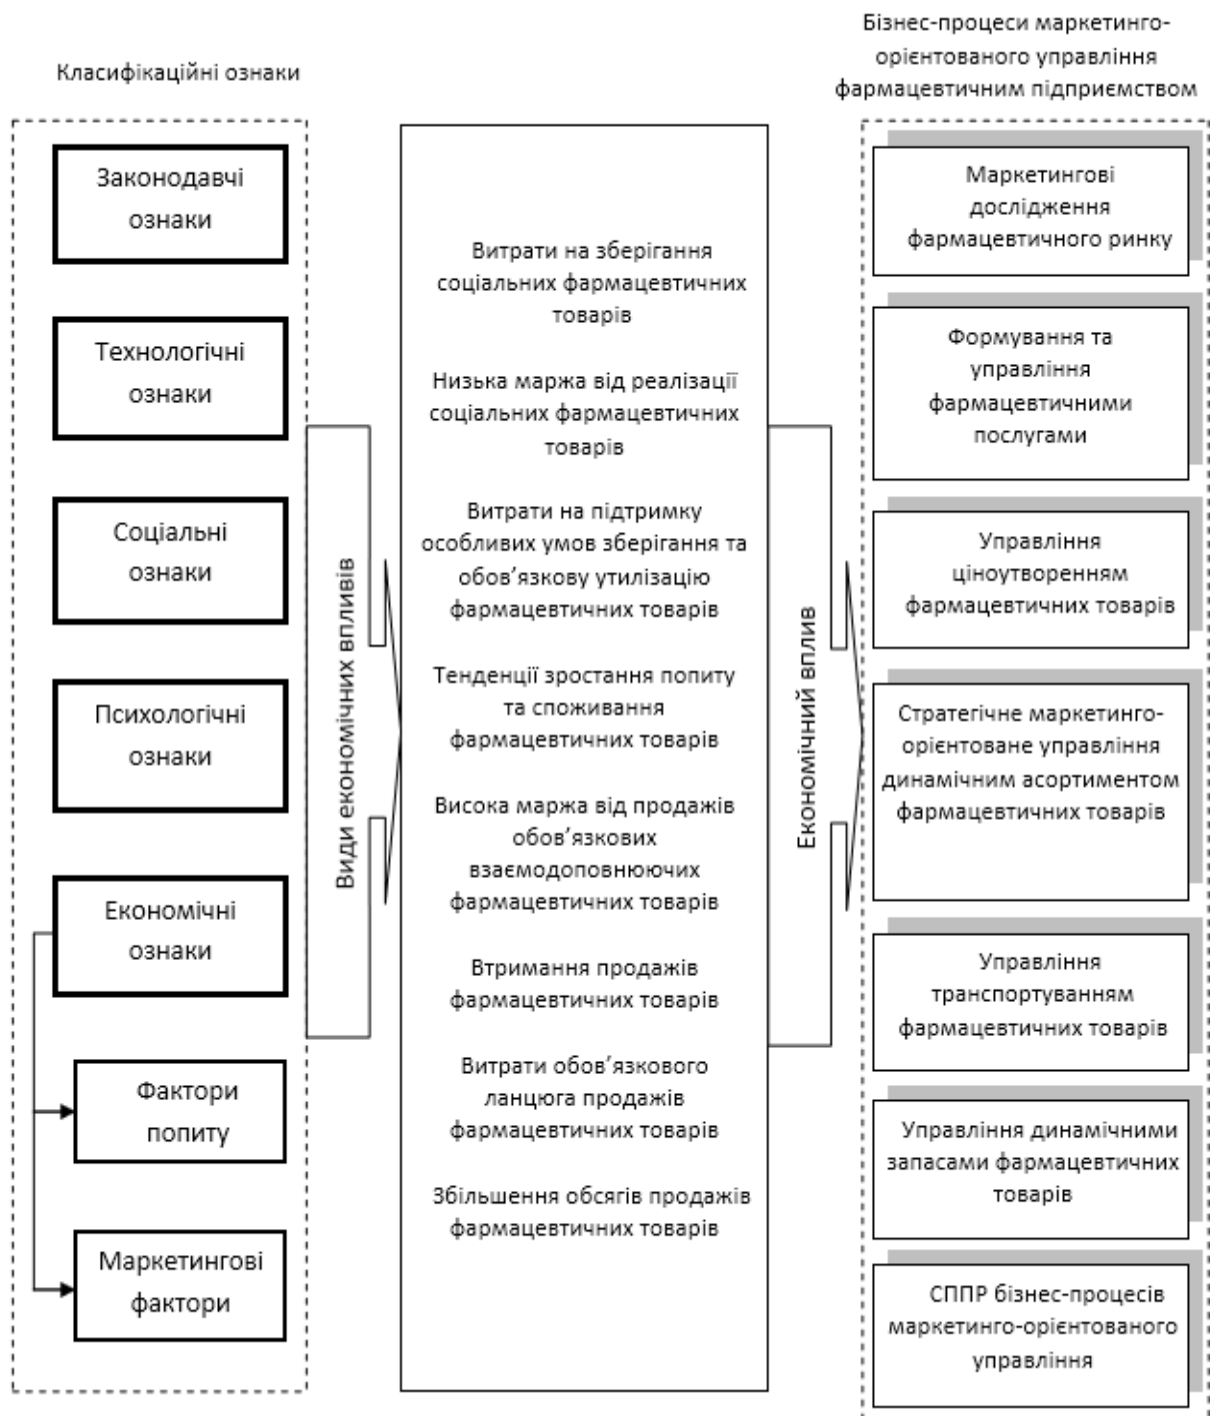 Класифікаційні ознаки
Законодавчі
ознаки
Технологічні
ознаки
Соціальні
ознаки
Психологічні
ознаки
Економічні
ознаки
Фактори
попиту
Маркетингові
фактори
Види економічних впливів
Витрати на зберігання
соціальних фармацевтичних
товарів
Низька маржа від реалізації
соціальних фармацевтичних
товарів
Витрати на підтримку
особливих умов зберігання та
обов’язкову утилізацію
фармацевтичних товарів
Тенденції зростання попиту
та споживання
фармацевтичних товарів
Висока маржа від продажів
обов’язкових
взаємодоповнюючих
фармацевтичних товарів
Втримання продажів
фармацевтичних товарів
Витрати обов’язкового
ланцюга продажів
фармацевтичних товарів
Збільшення обсягів продажів
фармацевтичних товарів
Економічний вплив
Бізнес-процеси маркетинго-
орієнтованого управління
фармацевтичним підприємством
Маркетингові
дослідження
фармацевтичного ринку
Формування та
управління
фармацевтичними
послугами
Управління
ціноутворенням
фармацевтичних товарів
Стратегічне маркетинго-
орієнтоване управління
динамічним асортиментом
фармацевтичних товарів
Управління
транспортуванням
фармацевтичних товарів
Управління динамічними
запасами фармацевтичних
товарів
СППР бізнес-процесів
маркетинго-орієнтованого
управління